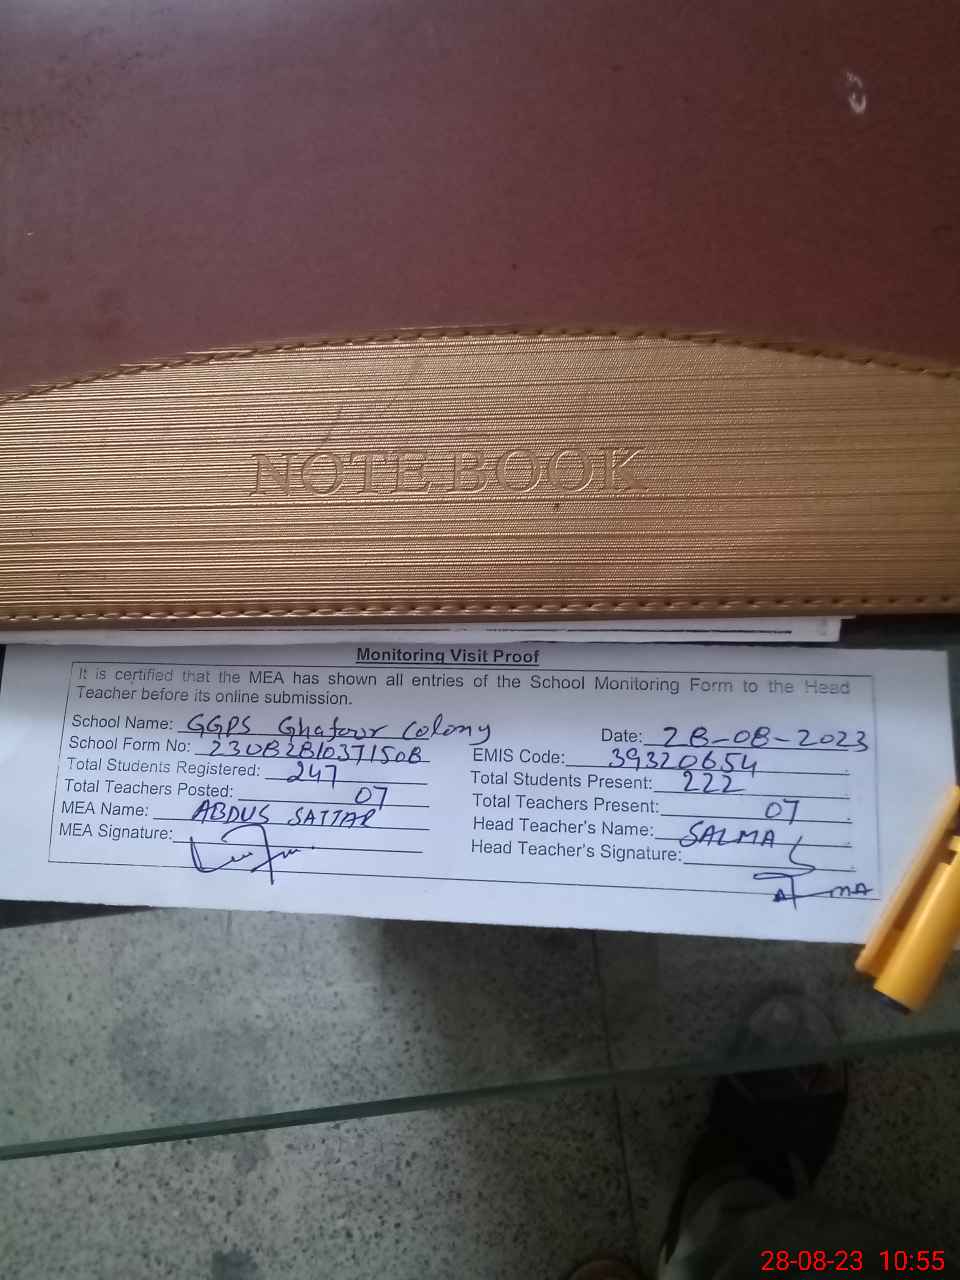 NOTEBOOK
Monitoring Visit Proof
It is certified that the MEA has shown all entries of the School Monitoring Form to the Head
Teacher before its online submission.
School Name: GGPS Ghafoor Colony
Date: 28-08-2023
School Form No: 23082810371508
EMIS Code: 39320654
Total Students Registered: 247
Total Students Present: 222
Total Teachers Posted: 07
Total Teachers Present: 07
MEA Name: ABDUS SATTAR
Head Teacher's Name: SALMA
MEA Signature:
Head Teacher's Signature:
28-08-23 10:55